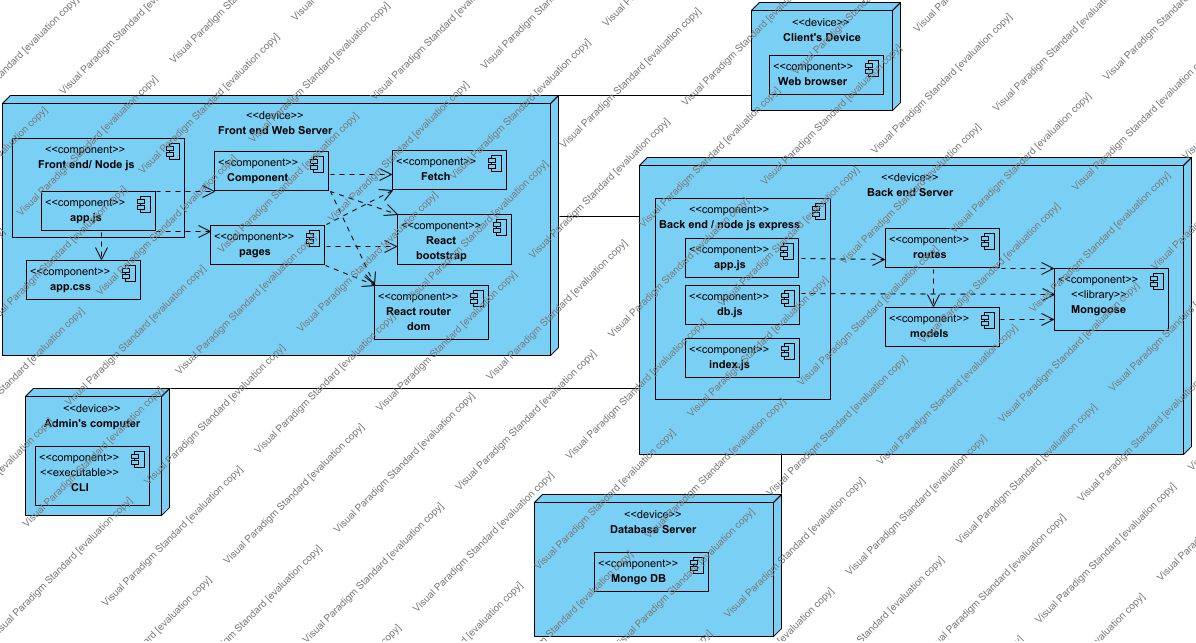 <<device>>
Client's Device
<<component>>
Web browser
<<device>>
Front end Web Server
<<component>>
Front end/ Node js
<<component>>
app.js
<<component>>
app.css
<<component>>
Component
<<component>>
pages
<<component>>
Fetch
<<component>>
React
bootstrap
<<component>>
React router
dom
<<device>>
Back end Server
<<component>>
Back end / node js express
<<component>>
app.js
<<component>>
db.js
<<component>>
index.js
<<component>>
routes
<<component>>
models
<<component>>
<<library>>
Mongoose
<<device>>
Admin's computer
<<component>>
<<executable>>
CLI
<<device>>
Database Server
<<component>>
Mongo DB
Visual Paradigm Standard [evaluation copy]